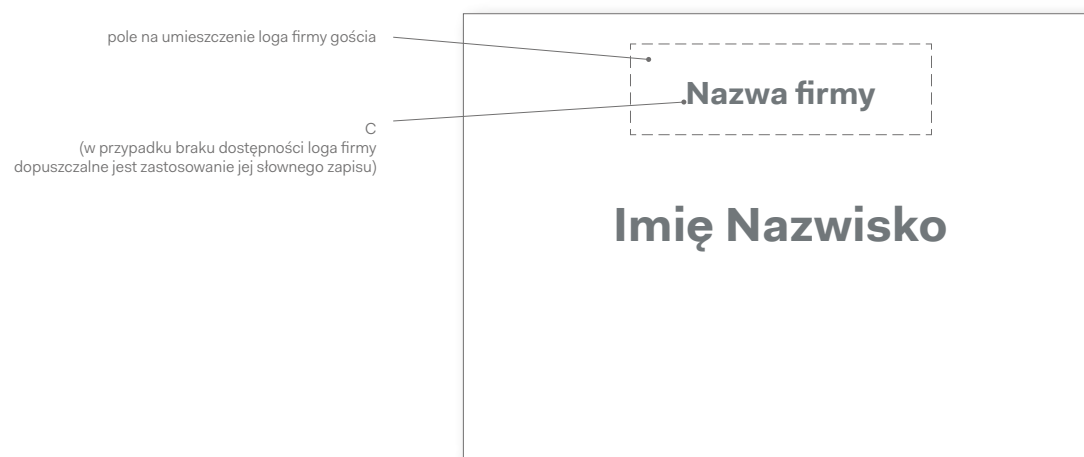 pole na umieszczenie loga firmy gościa
Nazwa firmy
C
(w przypadku braku dostępności loga firmy
dopuszczalne jest zastosowanie jej słownego zapisu)
Imię Nazwisko